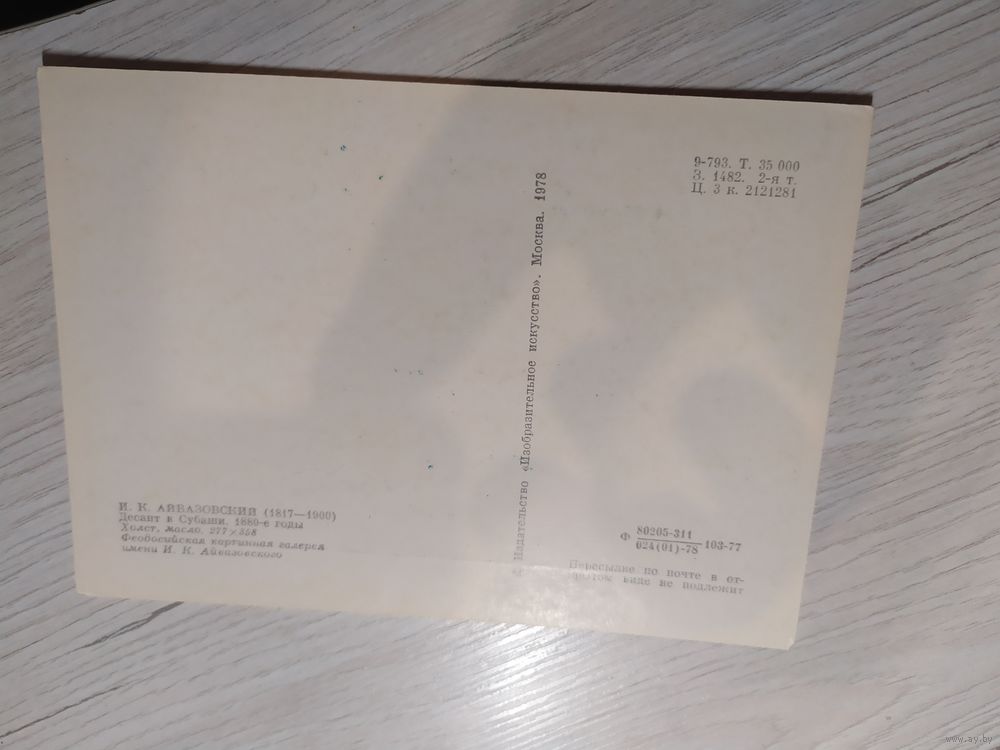 9-793. Т. 35 000
З. 1482. 2-я т.
Ц. 3 к. 2121281
Издательство «Изобразительное искусство». Москва. 1978
И. К. АЙВАЗОВСКИЙ (1817—1900)
Десант в Субаши. 1880-е годы
Холст, масло. 277×358
Феодосийская картинная галерея
имени И. К. Айвазовского
Ф 80205-311
024(01)-78 103-77
Пересылке по почте в от-
крытом виде не подлежит
www.ay.by